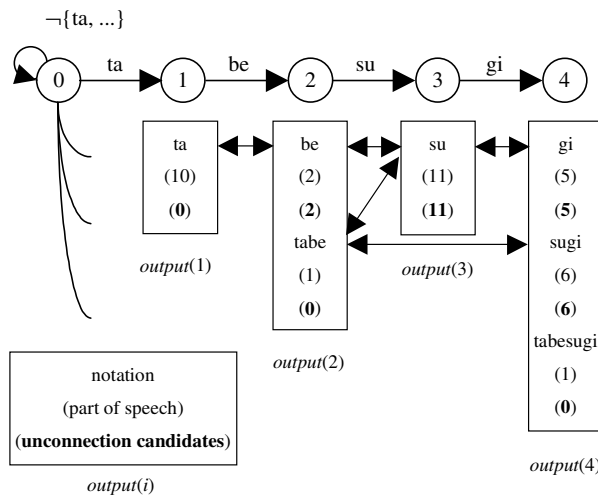 ¬{ta, ...}
0 ta 1 be 2 su 3 gi 4
ta
(10)
(0)
output(1)
be
(2)
(2)
tabe
(1)
(0)
output(2)
su
(11)
(11)
output(3)
gi
(5)
(5)
sugi
(6)
(6)
tabesugi
(1)
(0)
output(4)
notation
(part of speech)
(unconnection candidates)
output(i)